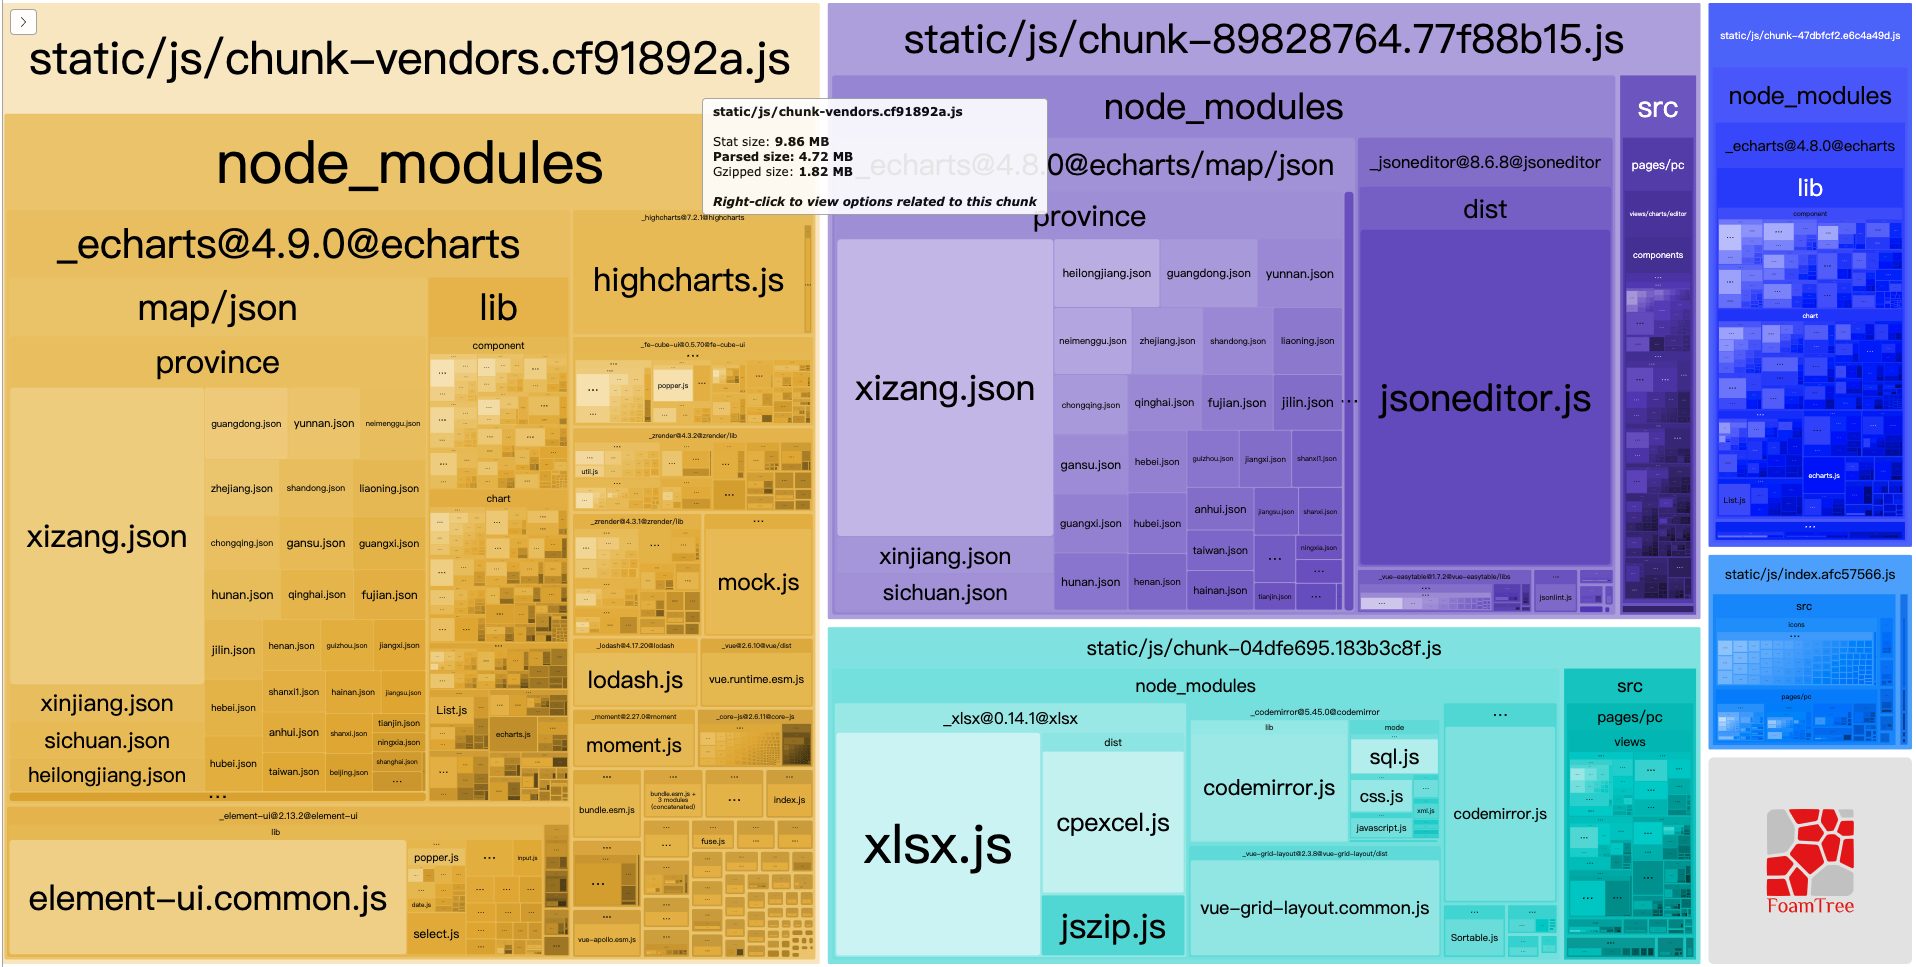 static/js/chunk-vendors.cf91892a.js
node_modules
_echarts@4.9.0@echarts
map/json
province
xizang.json
xinjiang.json
sichuan.json
heilongjiang.json
...
guangdong.json
yunnan.json
neimenggu.json
zhejiang.json
shandong.json
liaoning.json
chongqing.json
gansu.json
guangxi.json
hunan.json
qinghai.json
fujian.json
jilin.json
henan.json
guizhou.json
jiangxi.json
hebei.json
shanxi1.json
hainan.json
jiangsu.json
anhui.json
shanxi.json
tianjin.json
ningxia.json
hubei.json
taiwan.json
beijing.json
shanghai.json
lib
component
chart
List.js
echarts.js
_element-ui@2.13.2@element-ui
lib
element-ui.common.js
popper.js
input.js
date.js
select.js
_highcharts@7.2.1@highcharts
highcharts.js
_fe-cube-ui@0.5.70@fe-cube-ui
popper.js
_zrender@4.3.2@zrender/lib
util.js
_zrender@4.3.1@zrender/lib
mock.js
_lodash@4.17.20@lodash
lodash.js
_vue@2.6.10@vue/dist
vue.runtime.esm.js
_moment@2.27.0@moment
moment.js
_core-js@2.6.11@core-js
bundle.esm.js
bundle.esm.js +
3 modules
(concatenated)
index.js
fuse.js
vue-apollo.esm.js
static/js/chunk-vendors.cf91892a.js
Stat size: 9.86 MB
Parsed size: 4.72 MB
Gzipped size: 1.82 MB
Right-click to view options related to this chunk
static/js/chunk-89828764.77f88b15.js
node_modules
_echarts@4.8.0@echarts/map/json
province
xizang.json
xinjiang.json
sichuan.json
heilongjiang.json
guangdong.json
yunnan.json
neimenggu.json
zhejiang.json
shandong.json
liaoning.json
chongqing.json
qinghai.json
fujian.json
jilin.json
gansu.json
hebei.json
guizhou.json
jiangxi.json
shanxi1.json
guangxi.json
hubei.json
anhui.json
jiangsu.json
shanxi.json
taiwan.json
ningxia.json
hunan.json
henan.json
hainan.json
tianjin.json
_jsoneditor@8.6.8@jsoneditor
dist
jsoneditor.js
_vue-easytable@1.7.2@vue-easytable/libs
jsonlint.js
src
pages/pc
views/charts/editor
components
static/js/chunk-04dfe695.183b3c8f.js
node_modules
_xlsx@0.14.1@xlsx
xlsx.js
dist
cpexcel.js
jszip.js
_codemirror@5.45.0@codemirror
lib
codemirror.js
mode
sql.js
css.js
xml.js
javascript.js
_vue-grid-layout@2.3.8@vue-grid-layout/dist
vue-grid-layout.common.js
...
codemirror.js
Sortable.js
src
pages/pc
views
static/js/chunk-47dbfcf2.e6c4a49d.js
node_modules
_echarts@4.8.0@echarts
lib
component
chart
echarts.js
List.js
static/js/index.afc57566.js
src
icons
pages/pc
FoamTree